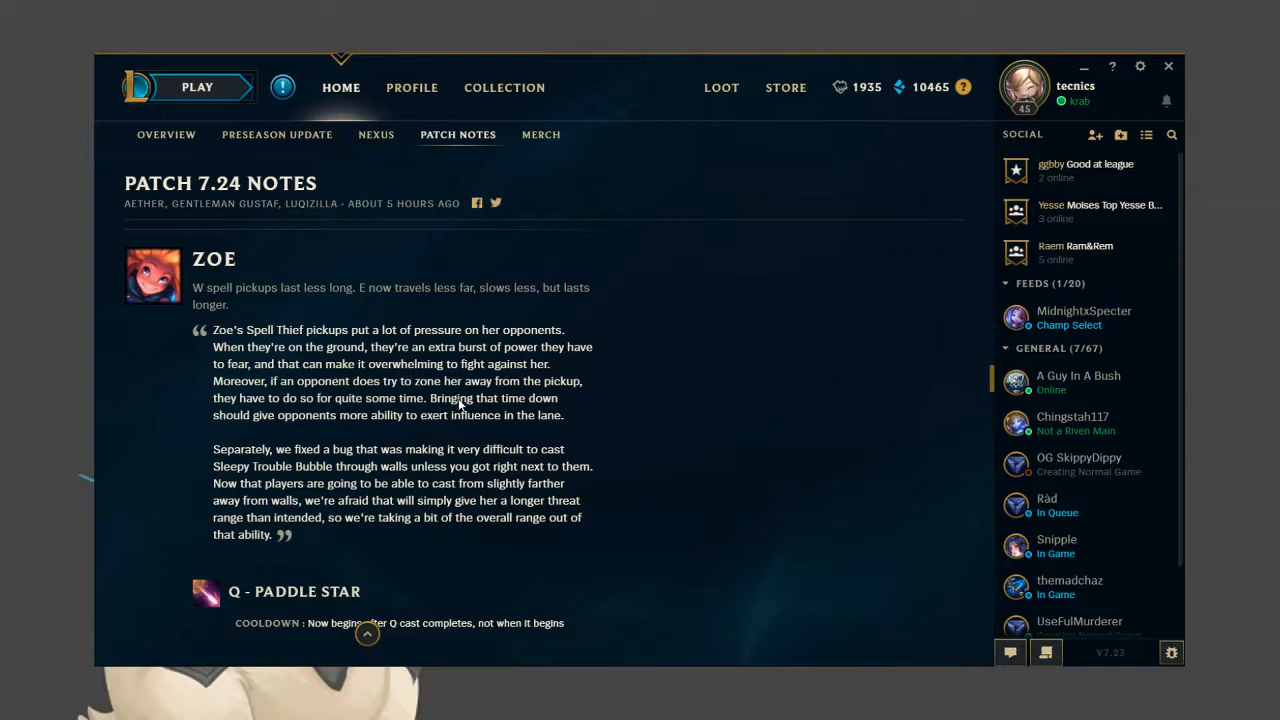 PLAY
HOME
PROFILE
COLLECTION
LOOT
STORE
1935
10465
?
?
tecnics
krab
45
OVERVIEW
PRESEASON UPDATE
NEXUS
PATCH NOTES
MERCH
PATCH 7.24 NOTES
AETHER, GENTLEMAN GUSTAF, LUQIZILLA - ABOUT 5 HOURS AGO
ZOE
W spell pickups last less long. E now travels less far, slows less, but lasts
longer.
Zoe's Spell Thief pickups put a lot of pressure on her opponents.
When they're on the ground, they're an extra burst of power they have
to fear, and that can make it overwhelming to fight against her.
Moreover, if an opponent does try to zone her away from the pickup,
they have to do so for quite some time. Bringing that time down
should give opponents more ability to exert influence in the lane.
Separately, we fixed a bug that was making it very difficult to cast
Sleepy Trouble Bubble through walls unless you got right next to them.
Now that players are going to be able to cast from slightly farther
away from walls, we're afraid that will simply give her a longer threat
range than intended, so we're taking a bit of the overall range out of
that ability.
Q - PADDLE STAR
COOLDOWN : Now begins after Q cast completes, not when it begins
SOCIAL
ggbby Good at league
2 online
Yesse Moises Top Yesse B...
3 online
Raem Ram&Rem
5 online
FEEDS (1/20)
MidnightxSpecter
Champ Select
GENERAL (7/67)
A Guy In A Bush
Online
Chingstah117
Not a Riven Main
OG SkippyDippy
Creating Normal Game
Ràd
In Queue
Snipple
In Game
themadchaz
In Game
UseFulMurderer
Creating Normal Game
V7.23